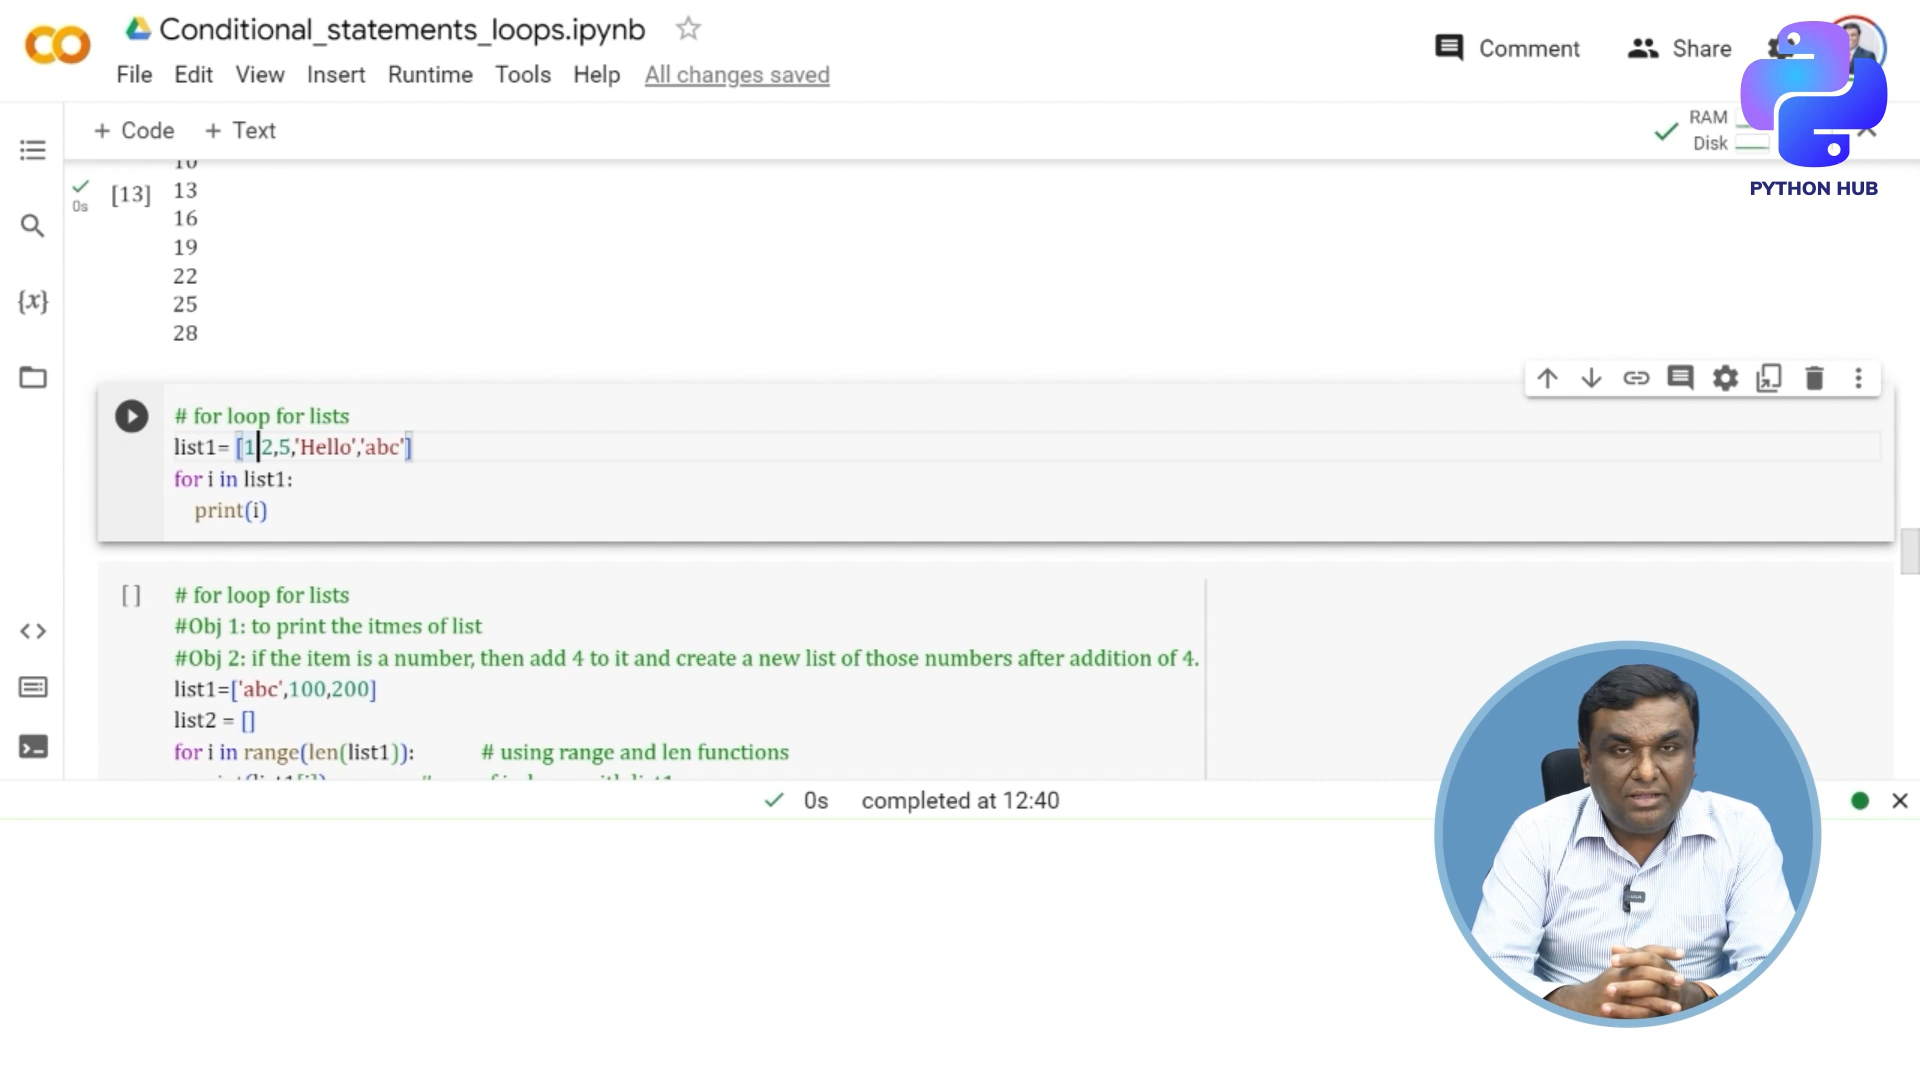 Conditional_statements_loops.ipynb
Comment
Share
File Edit View Insert Runtime Tools Help All changes saved
PYTHON HUB
+ Code + Text
RAM
Disk
10
[13] 13
0s
16
19
22
25
28
{x}
# for loop for lists
list1= [1,2,5,'Hello','abc']
for i in list1:
print(i)
[ ] # for loop for lists
#Obj 1: to print the itmes of list
#Obj 2: if the item is a number, then add 4 to it and create a new list of those numbers after addition of 4.
list1=['abc',100,200]
list2 = []
for i in range(len(list1)): # using range and len functions
0s completed at 12:40